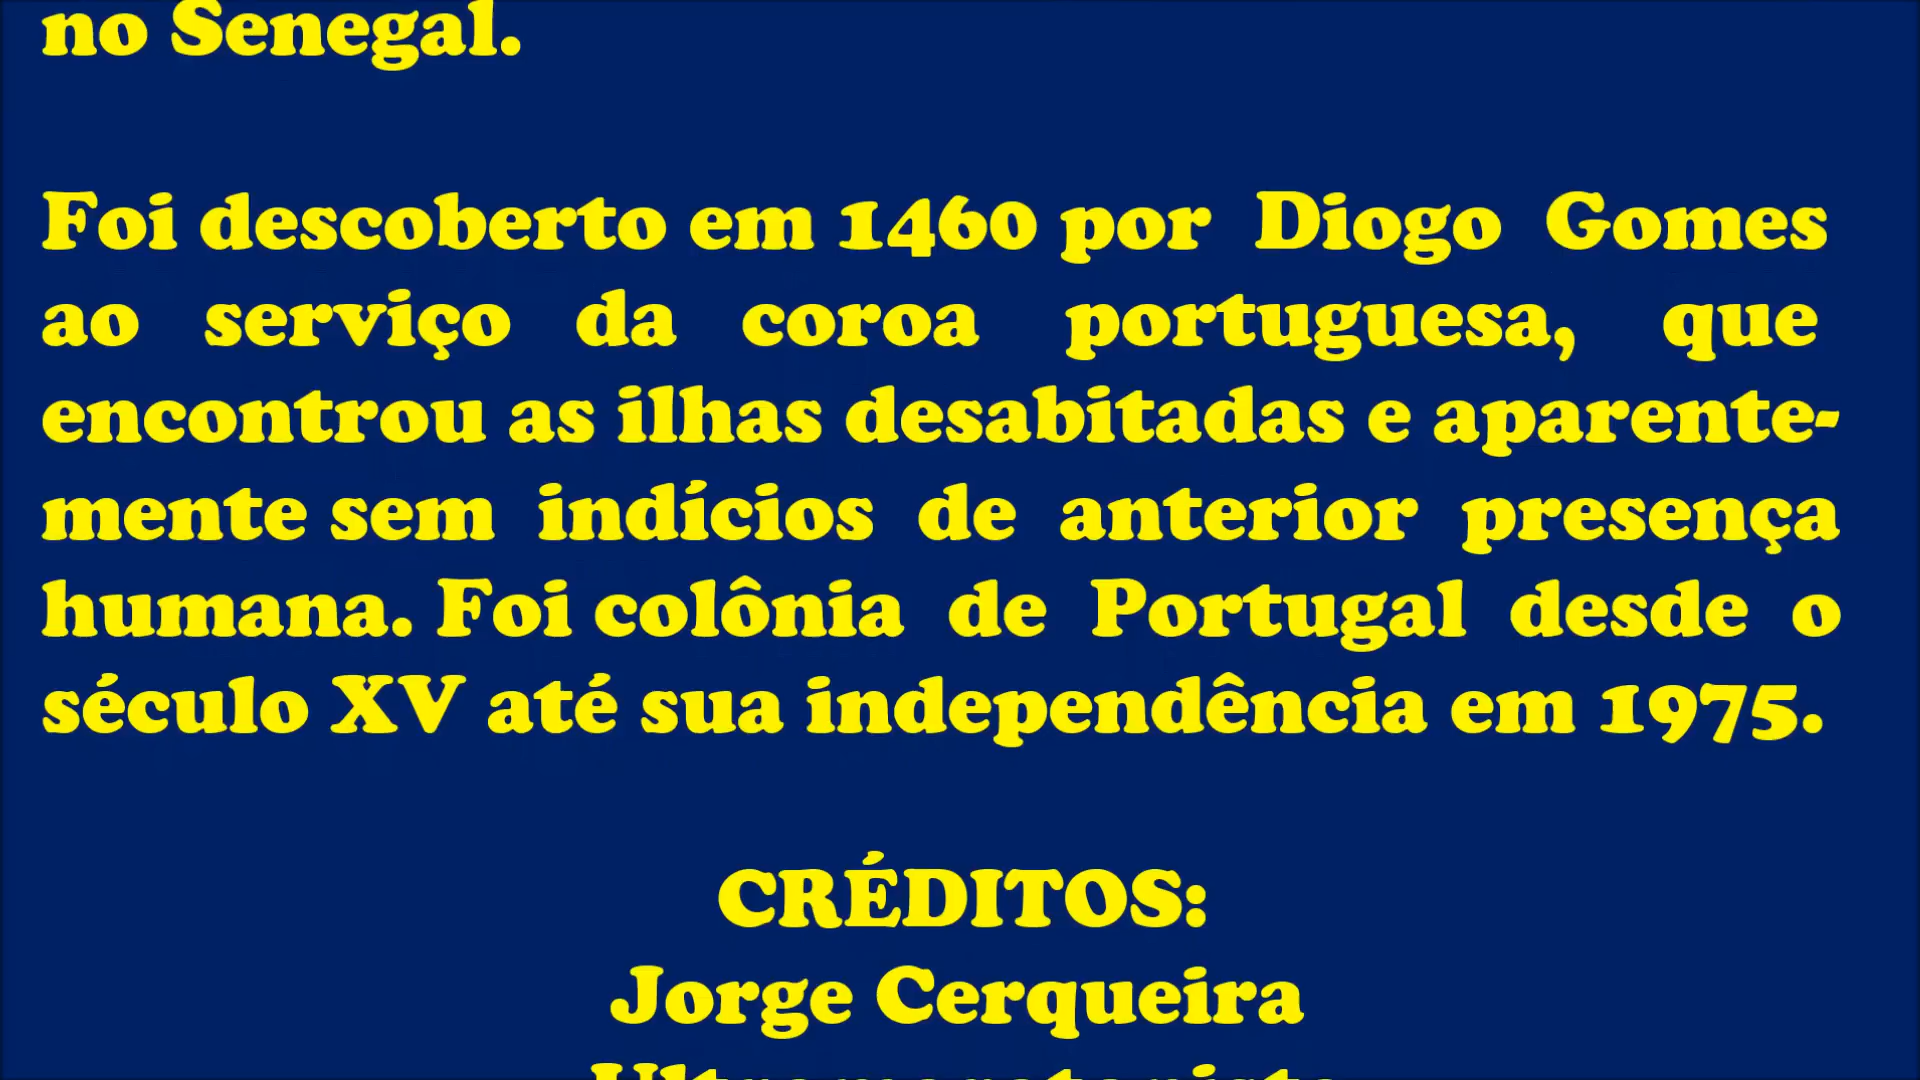 no Senegal.
Foi descoberto em 1460 por Diogo Gomes
ao serviço da coroa portuguesa, que
encontrou as ilhas desabitadas e aparente-
mente sem indícios de anterior presença
humana. Foi colônia de Portugal desde o
século XV até sua independência em 1975.
CRÉDITOS:
Jorge Cerqueira